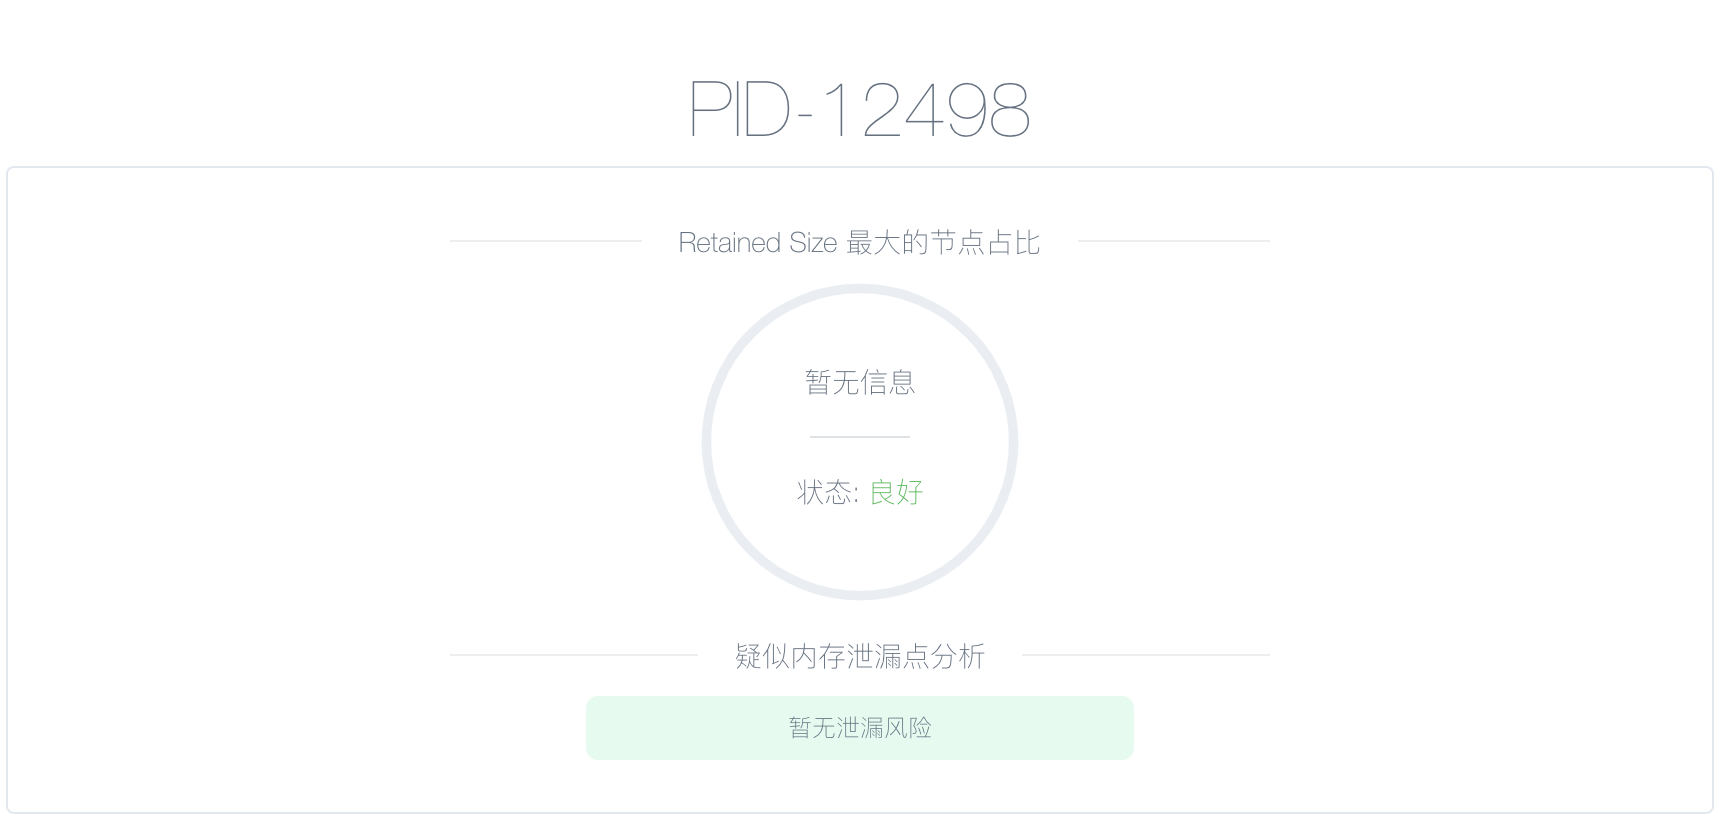 PID-12498
Retained Size 最大的节点占比
暂无信息
状态: 良好
疑似内存泄漏点分析
暂无泄漏风险